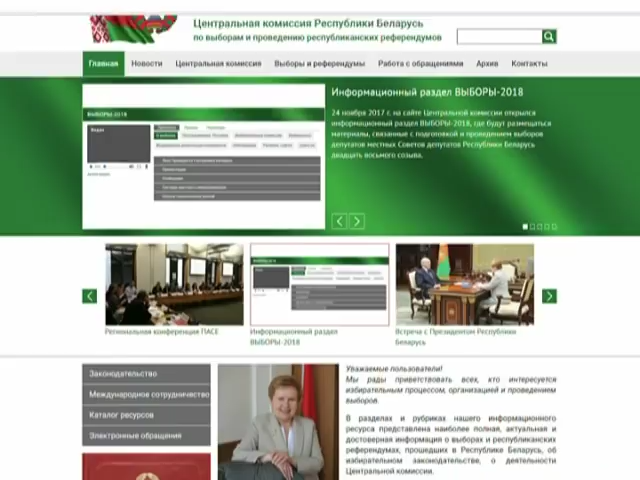 Центральная комиссия Республики Беларусь
по выборам и проведению республиканских референдумов
Главная Новости Центральная комиссия Выборы и референдумы Работа с обращениями Архив Контакты
Информационный раздел ВЫБОРЫ-2018
24 ноября 2017 г. на сайте Центральной комиссии открылся
информационный раздел ВЫБОРЫ-2018, где будут размещаться
материалы, связанные с подготовкой и проведением выборов
депутатов местных Советов депутатов Республики Беларусь
двадцать восьмого созыва.
ВЫБОРЫ-2018
Региональная конференция ПАСЕ
Информационный раздел
ВЫБОРЫ-2018
Встреча с Президентом Республики
Беларусь
Законодательство
Международное сотрудничество
Каталог ресурсов
Электронные обращения
Уважаемые пользователи!
Мы рады приветствовать всех, кто интересуется
избирательным процессом, организацией и проведением
выборов.
В разделах и рубриках нашего информационного
ресурса представлена наиболее полная, актуальная и
достоверная информация о выборах и республиканских
референдумах, прошедших в Республике Беларусь, об
избирательном законодательстве, о деятельности
Центральной комиссии.